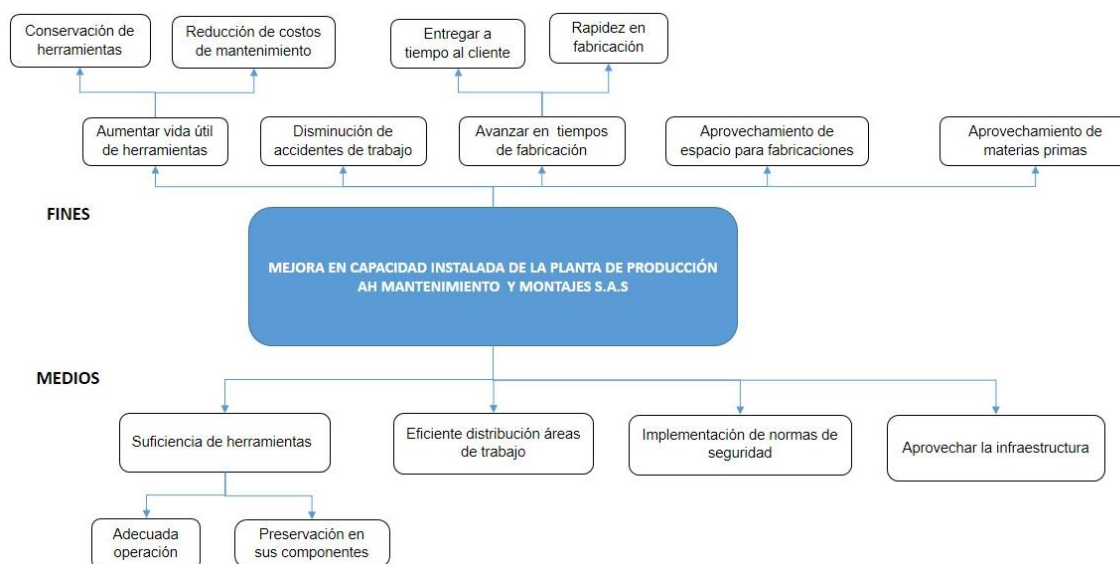 Conservación de
herramientas
Reducción de costos
de mantenimiento
Entregar a
tiempo al cliente
Rapidez en
fabricación
Aumentar vida útil
de herramientas
Disminución de
accidentes de trabajo
Avanzar en tiempos
de fabricación
Aprovechamiento de
espacio para fabricaciones
Aprovechamiento de
materias primas
FINES
MEJORA EN CAPACIDAD INSTALADA DE LA PLANTA DE PRODUCCIÓN
AH MANTENIMIENTO Y MONTAJES S.A.S
MEDIOS
Suficiencia de herramientas
Eficiente distribución áreas
de trabajo
Implementación de normas de
seguridad
Aprovechar la infraestructura
Adecuada
operación
Preservación en
sus componentes